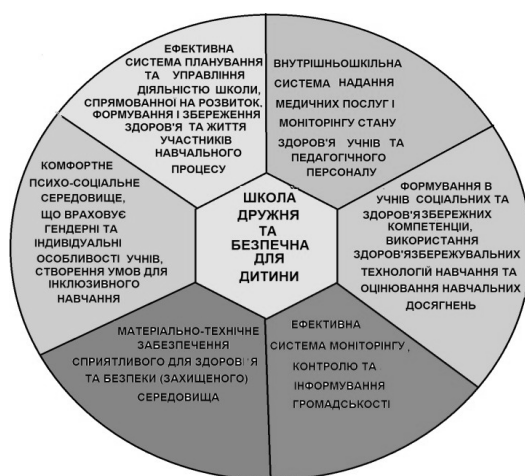 ЕФЕКТИВНА
СИСТЕМА ПЛАНУВАННЯ
ТА УПРАВЛІННЯ
ДІЯЛЬНІСТЮ ШКОЛИ,
СПРЯМОВАННОЇ НА РОЗВИТОК,
ФОРМУВАННЯ І ЗБЕРЕЖЕННЯ
ЗДОРОВ'Я ТА ЖИТТЯ
УЧАСТНИКІВ
НАВЧАЛЬНОГО
ПРОЦЕСУ
ВНУТРІШНЬОШКІЛЬНА
СИСТЕМА НАДАННЯ
МЕДИЧНИХ ПОСЛУГ І
МОНІТОРІНГУ СТАНУ
ЗДОРОВ'Я УЧНІВ ТА
ПЕДАГОГІЧНОГО
ПЕРСОНАЛУ
КОМФОРТНЕ
ПСИХО-СОЦІАЛЬНЕ
СЕРЕДОВИЩЕ,
ЩО ВРАХОВУЄ
ГЕНДЕРНІ ТА
ІНДИВІДУАЛЬНІ
ОСОБЛИВОСТІ УЧНІВ,
СТВОРЕННЯ УМОВ ДЛЯ
ІНКЛЮЗИВНОГО
НАВЧАННЯ
ШКОЛА
ДРУЖНЯ
ТА
БЕЗПЕЧНА
ДЛЯ
ДИТИНИ
ФОРМУВАННЯ В
УЧНІВ СОЦІАЛЬНИХ ТА
ЗДОРОВ'ЯЗБЕРЕЖНИХ
КОМПЕТЕНЦІЙ,
ВИКОРИСТАННЯ
ЗДОРОВ'ЯЗБЕРЕЖУВАЛЬНИХ
ТЕХНОЛОГІЙ НАВЧАННЯ ТА
ОЦІНЮВАННЯ НАВЧАЛЬНИХ
ДОСЯГНЕНЬ
МАТЕРІАЛЬНО-ТЕХНІЧНЕ
ЗАБЕЗПЕЧЕННЯ
СПРИЯТЛИВОГО ДЛЯ ЗДОРОВ'Я
ТА БЕЗПЕКИ (ЗАХИЩЕНОГО)
СЕРЕДОВИЩА
ЕФЕКТИВНА
СИСТЕМА МОНІТОРІНГУ,
КОНТРОЛЮ ТА
ІНФОРМУВАННЯ
ГРОМАДСЬКОСТІ